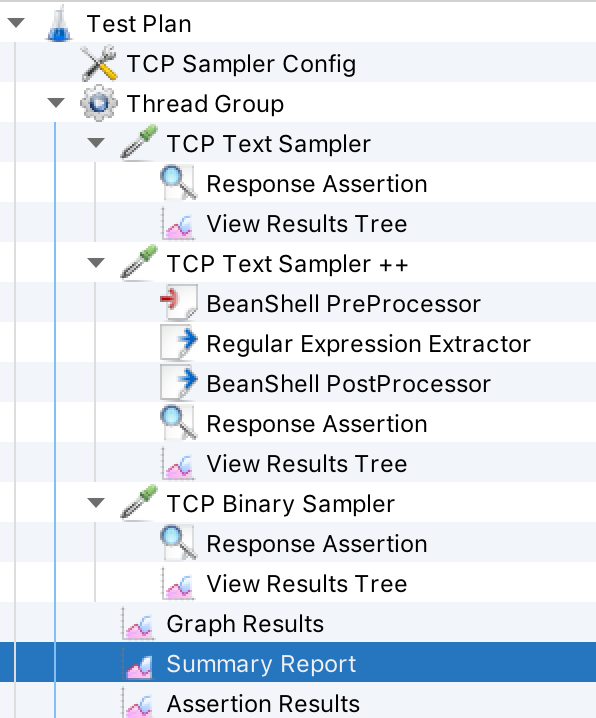 Test Plan
TCP Sampler Config
Thread Group
TCP Text Sampler
Response Assertion
View Results Tree
TCP Text Sampler ++
BeanShell PreProcessor
Regular Expression Extractor
BeanShell PostProcessor
Response Assertion
View Results Tree
TCP Binary Sampler
Response Assertion
View Results Tree
Graph Results
Summary Report
Assertion Results